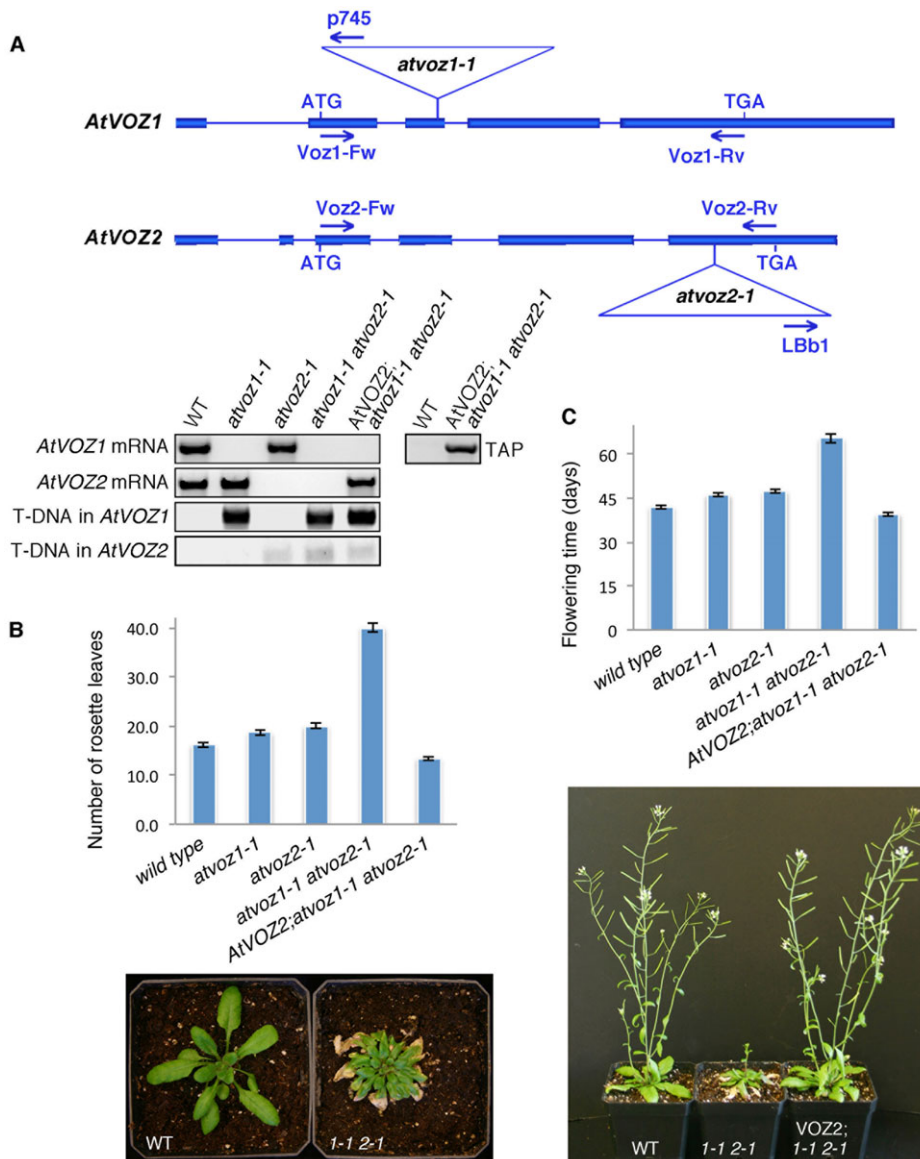 A
p745
atvoz1-1
ATG
TGA
AtVOZ1
Voz1-Fw
Voz1-Rv
Voz2-Fw
Voz2-Rv
AtVOZ2
ATG
TGA
atvoz2-1
LBb1
WT
atvoz1-1
atvoz2-1
atvoz1-1 atvoz2-1
AtVOZ2;
atvoz1-1 atvoz2-1
WT
AtVOZ2;
atvoz1-1 atvoz2-1
AtVOZ1 mRNA
TAP
AtVOZ2 mRNA
T-DNA in AtVOZ1
T-DNA in AtVOZ2
B
Number of rosette leaves
40.0
30.0
20.0
10.0
0.0
wild type
atvoz1-1
atvoz2-1
atvoz1-1 atvoz2-1
AtVOZ2;atvoz1-1 atvoz2-1
WT
1-1 2-1
C
Flowering time (days)
60
45
30
15
0
wild type
atvoz1-1
atvoz2-1
atvoz1-1 atvoz2-1
AtVOZ2;atvoz1-1 atvoz2-1
WT
1-1 2-1
VOZ2;
1-1 2-1